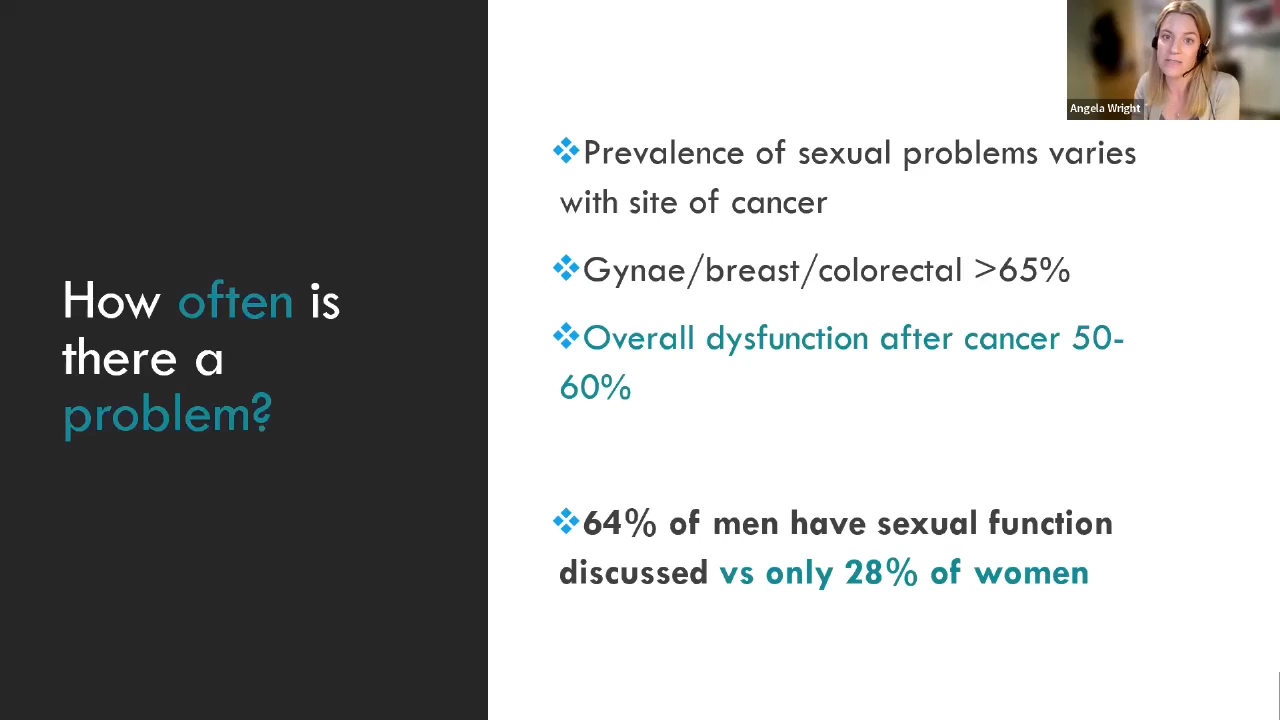 Angela Wright
How often is
there a
problem?
❖Prevalence of sexual problems varies
with site of cancer
❖Gynae/breast/colorectal >65%
❖Overall dysfunction after cancer 50-
60%
❖64% of men have sexual function
discussed vs only 28% of women